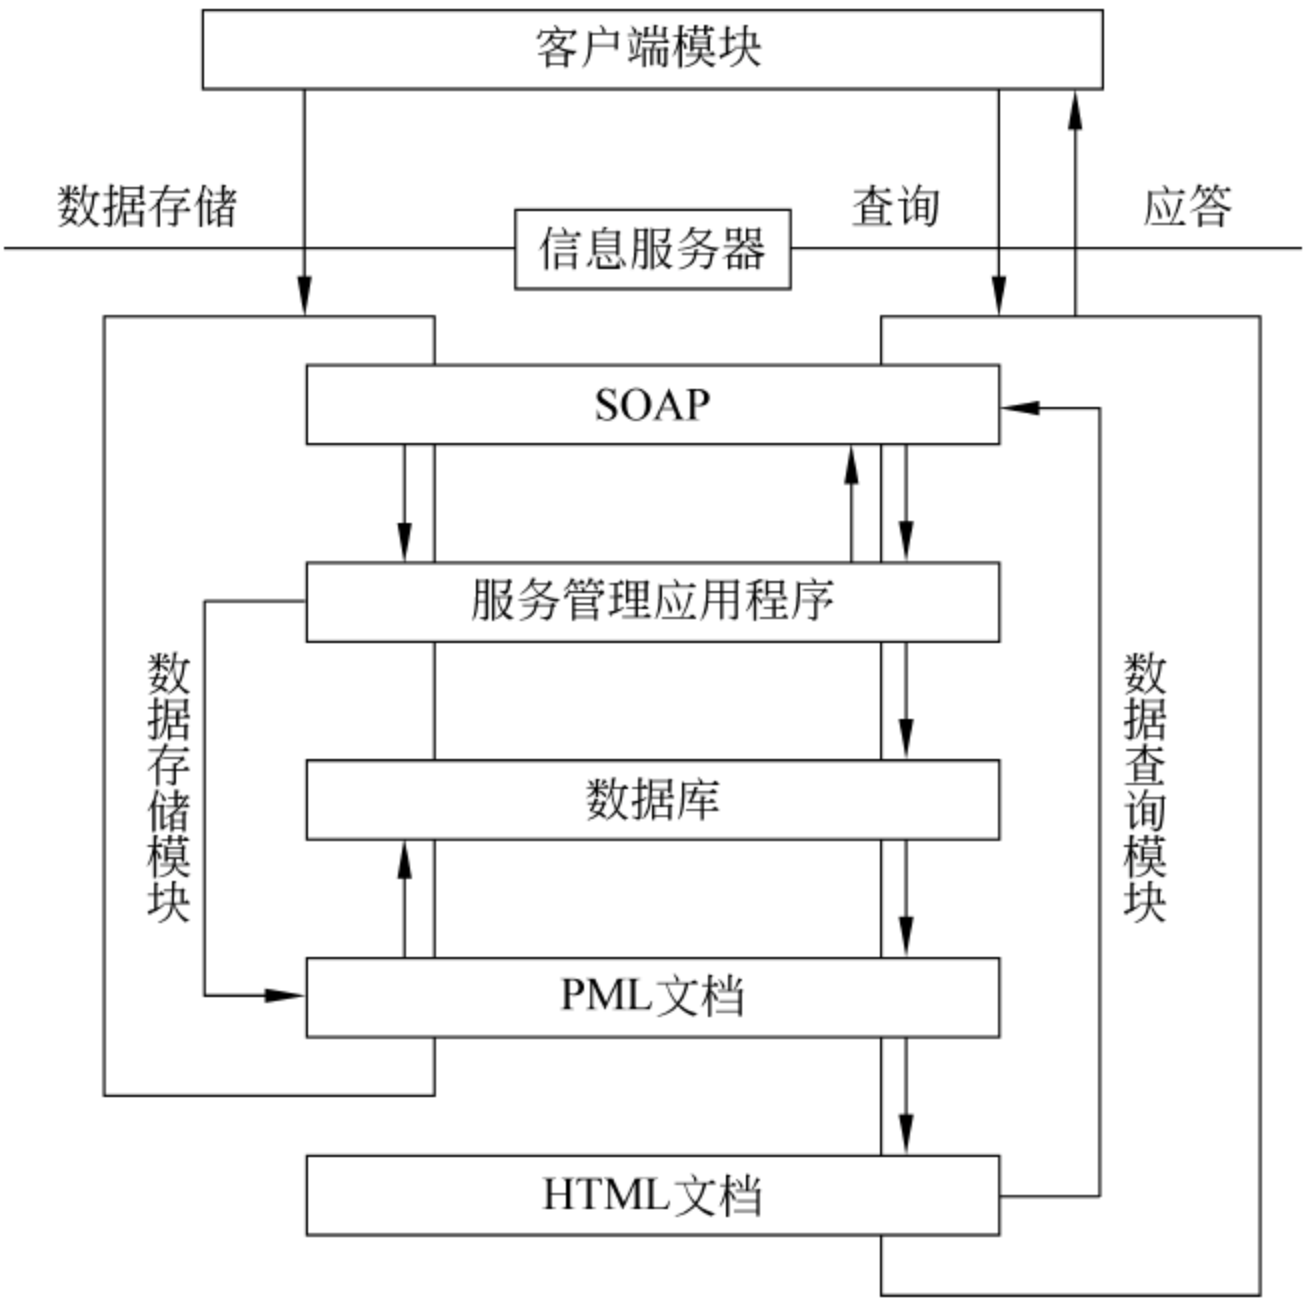 客户端模块
数据存储
查询
应答
信息服务器
SOAP
服务管理应用程序
数据存储模块
数据查询模块
数据库
PML文档
HTML文档